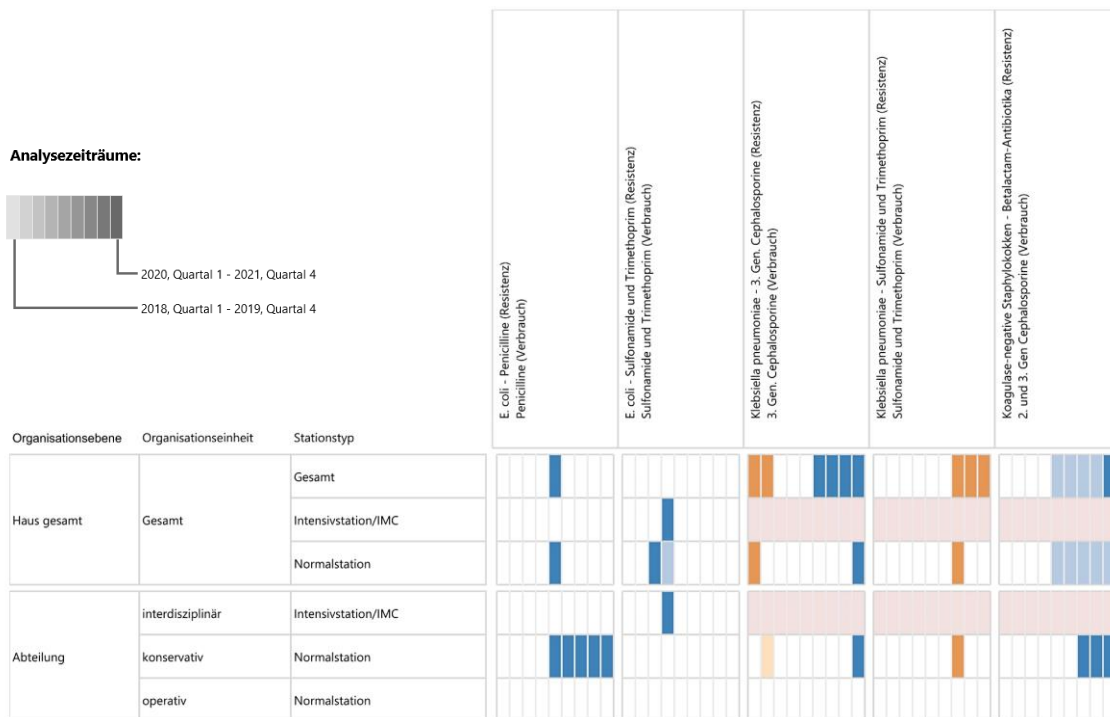 Analysezeiträume:
2020, Quartal 1 - 2021, Quartal 4
2018, Quartal 1 - 2019, Quartal 4
E. coli - Penicilline (Resistenz)
Penicilline (Verbrauch)
E. coli - Sulfonamide und Trimethoprim (Resistenz)
Sulfonamide und Trimethoprim (Verbrauch)
Klebsiella pneumoniae - 3. Gen. Cephalosporine (Resistenz)
3. Gen. Cephalosporine (Verbrauch)
Klebsiella pneumoniae - Sulfonamide und Trimethoprim (Resistenz)
Sulfonamide und Trimethoprim (Verbrauch)
Koagulase-negative Staphylokokken - Betalactam-Antibiotika (Resistenz)
2. und 3. Gen Cephalosporine (Verbrauch)
Organisationsebene Organisationseinheit Stationstyp
Gesamt
Haus gesamt Gesamt Intensivstation/IMC
Normalstation
interdisziplinär Intensivstation/IMC
Abteilung konservativ Normalstation
operativ Normalstation